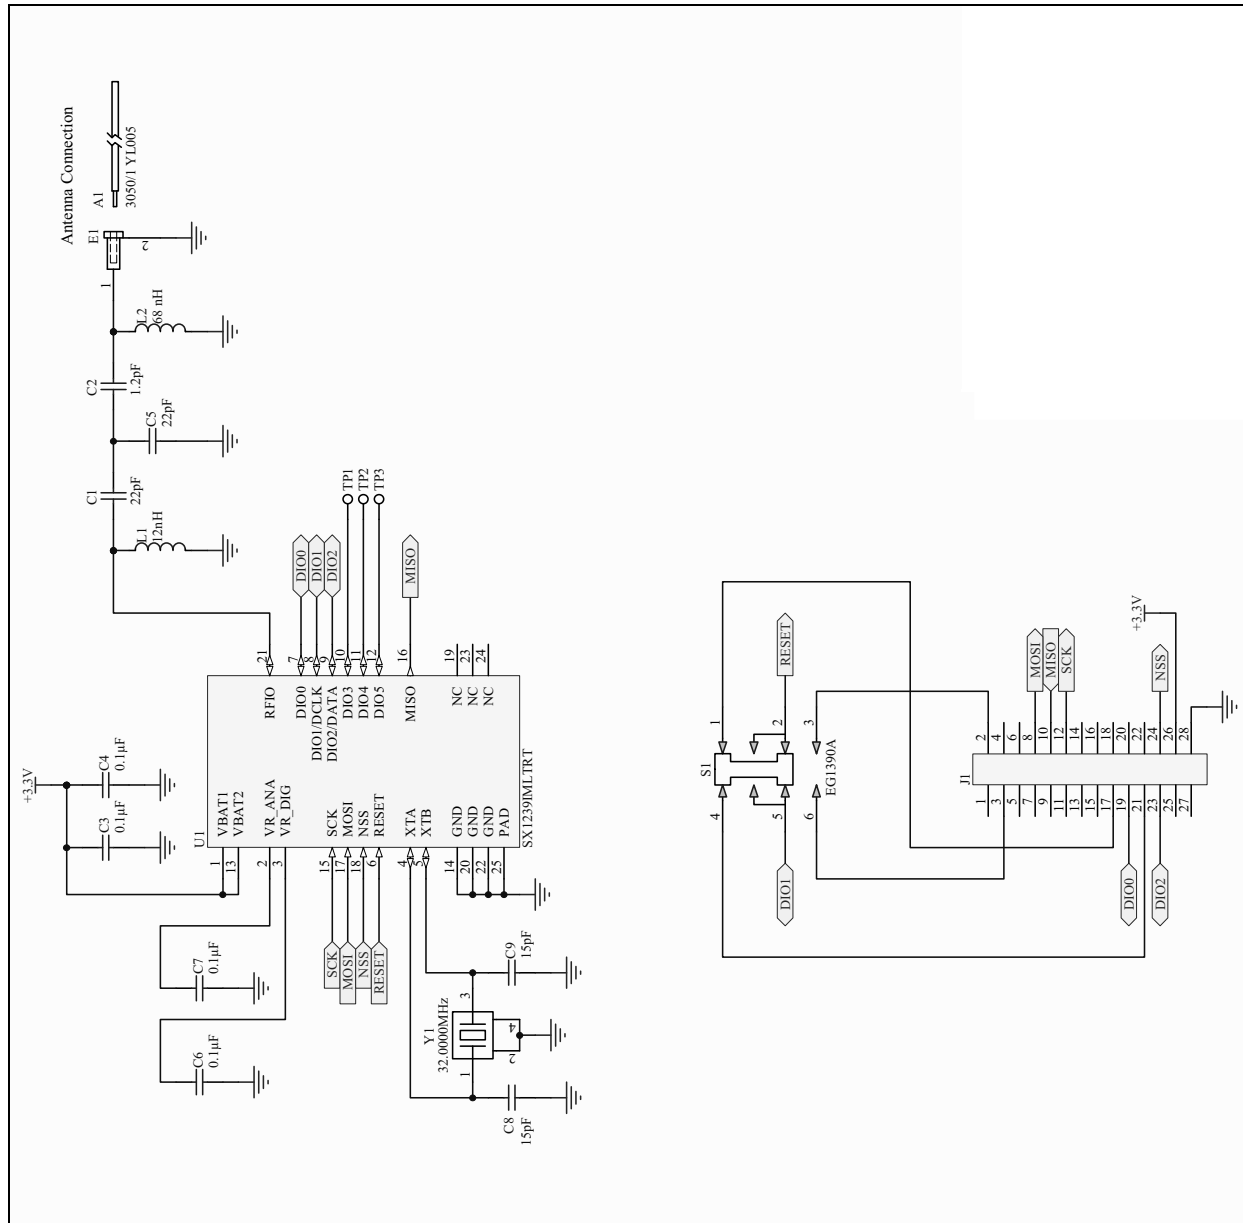 Antenna Connection
A1
3050/1 YL005
E1
1
2
L2
68 nH
C2
1.2pF
C5
22pF
C1
22pF
L1
12nH
+3.3V
C4
0.1µF
C3
0.1µF
C7
0.1µF
C6
0.1µF
U1
SX1239IMLTRT
1 VBAT1
13 VBAT2
2 VR_ANA
3 VR_DIG
15 SCK
17 MOSI
18 NSS
6 RESET
4 XTA
5 XTB
14 GND
20 GND
22 GND
25 PAD
RFIO 21
DIO0 7
DIO1/DCLK 8
DIO2/DATA 9
DIO3 10
DIO4 11
DIO5 12
MISO 16
NC 19
NC 23
NC 24
DIO0
DIO1
DIO2
TP1
TP2
TP3
MISO
SCK
MOSI
NSS
RESET
Y1
32.0000MHz
1
3
2
4
C9
15pF
C8
15pF
S1
EG1390A
1
2
3
4
5
6
RESET
DIO1
J1
1 2
3 4
5 6
7 8
9 10
11 12
13 14
15 16
17 18
19 20
21 22
23 24
25 26
27 28
MOSI
MISO
SCK
NSS
+3.3V
DIO0
DIO2